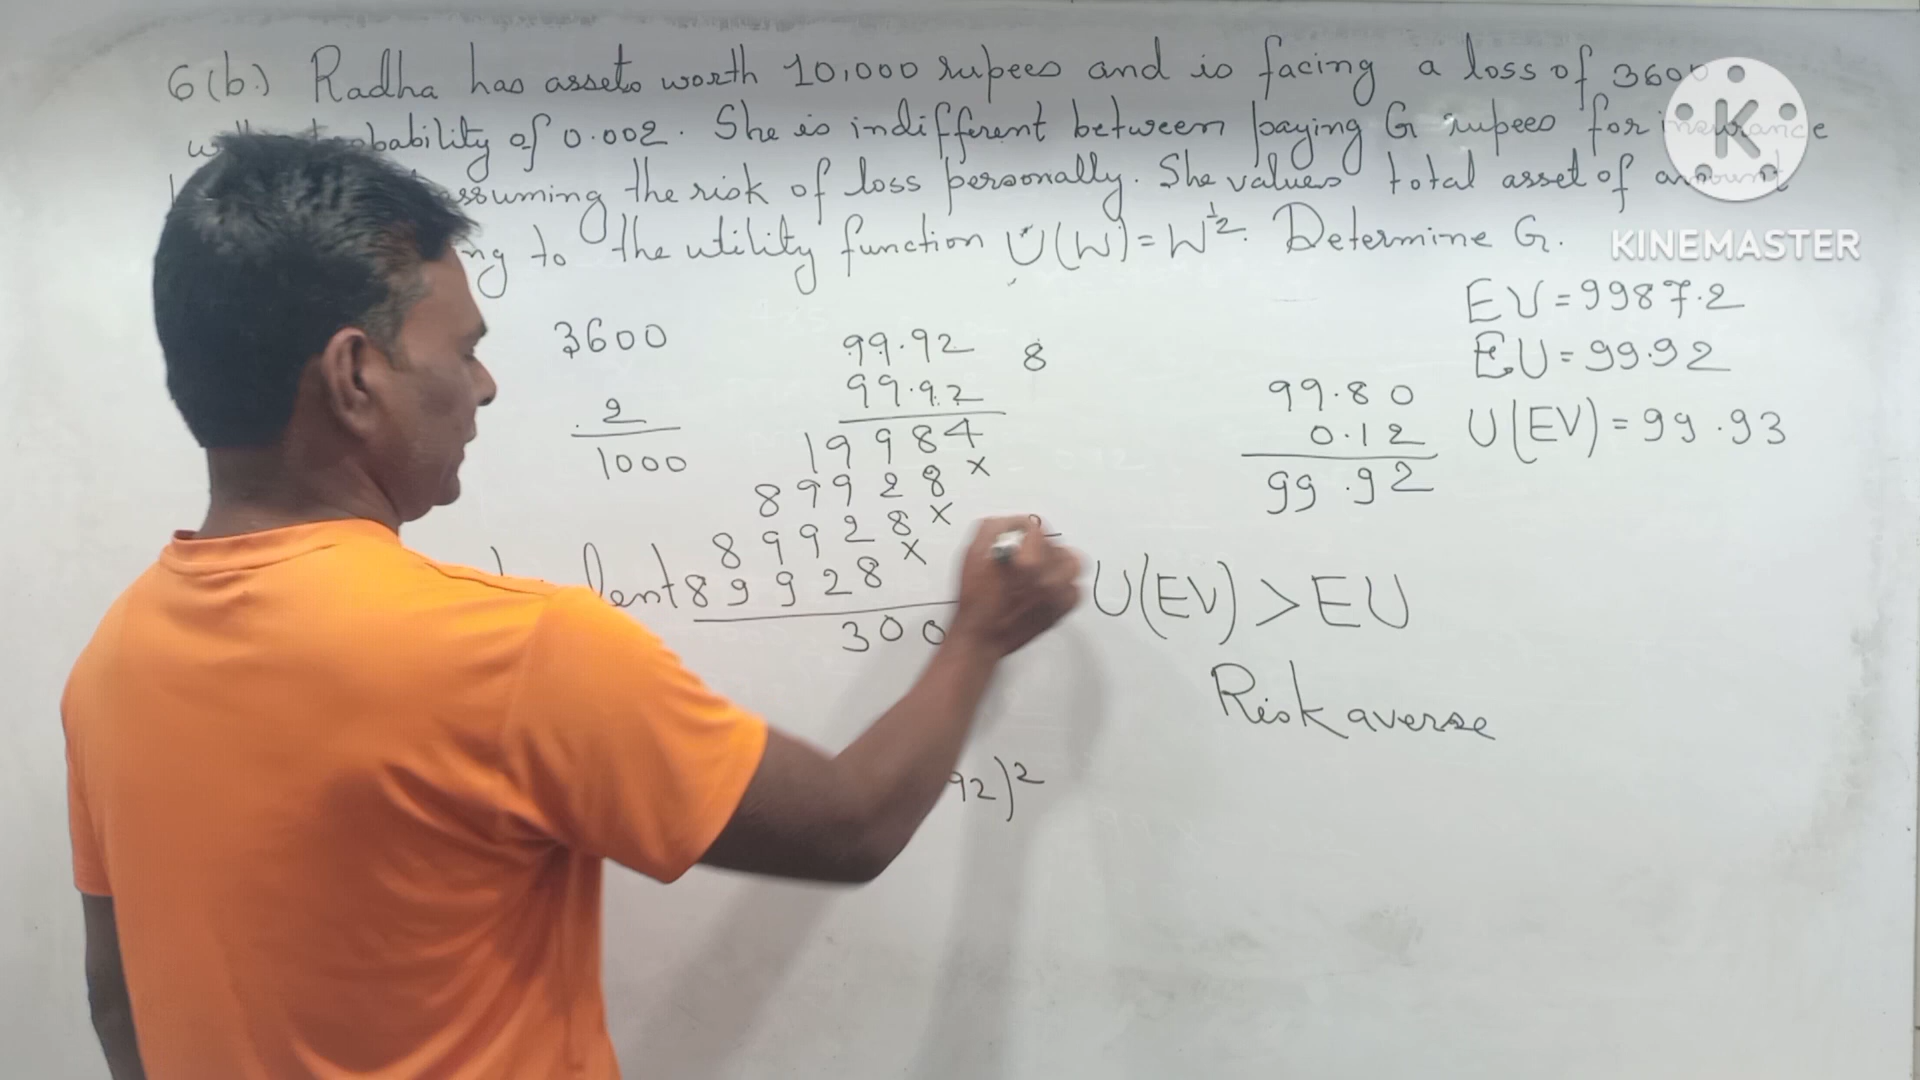 6(b.) Radha has assets worth 10,000 rupees and is facing a loss of 3600
probability of 0.002. She is indifferent between paying G rupees for insurance
assuming the risk of loss personally. She values total asset of amount
to the utility function U(W)=W^½. Determine G.
KINEMASTER
3600
2
1000
99.92
99.92
19984
89928×
89928×
89928×
300
8
99.80
0.12
99.92
EV=9987.2
EU=99.92
U(EV)=99.93
U(EV)>EU
Risk averse
92)²